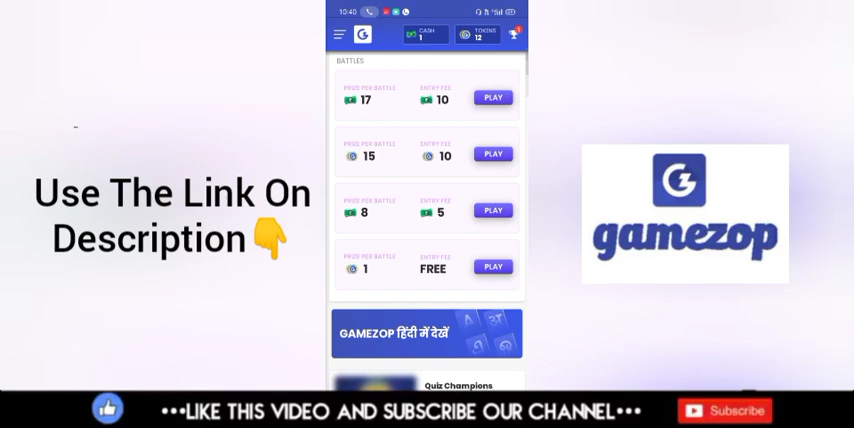 10:40
CASH
1
TOKENS
12
1
BATTLES
PRIZE PER BATTLE
ENTRY FEE
17
10
PLAY
PRIZE PER BATTLE
ENTRY FEE
15
10
PLAY
PRIZE PER BATTLE
ENTRY FEE
8
5
PLAY
PRIZE PER BATTLE
ENTRY FEE
1
FREE
PLAY
GAMEZOP हिंदी में देखें
A अ
Quiz Champions
Use The Link On
Description👇
G
gamezop
•••LIKE THIS VIDEO AND SUBSCRIBE OUR CHANNEL•••
Subscribe